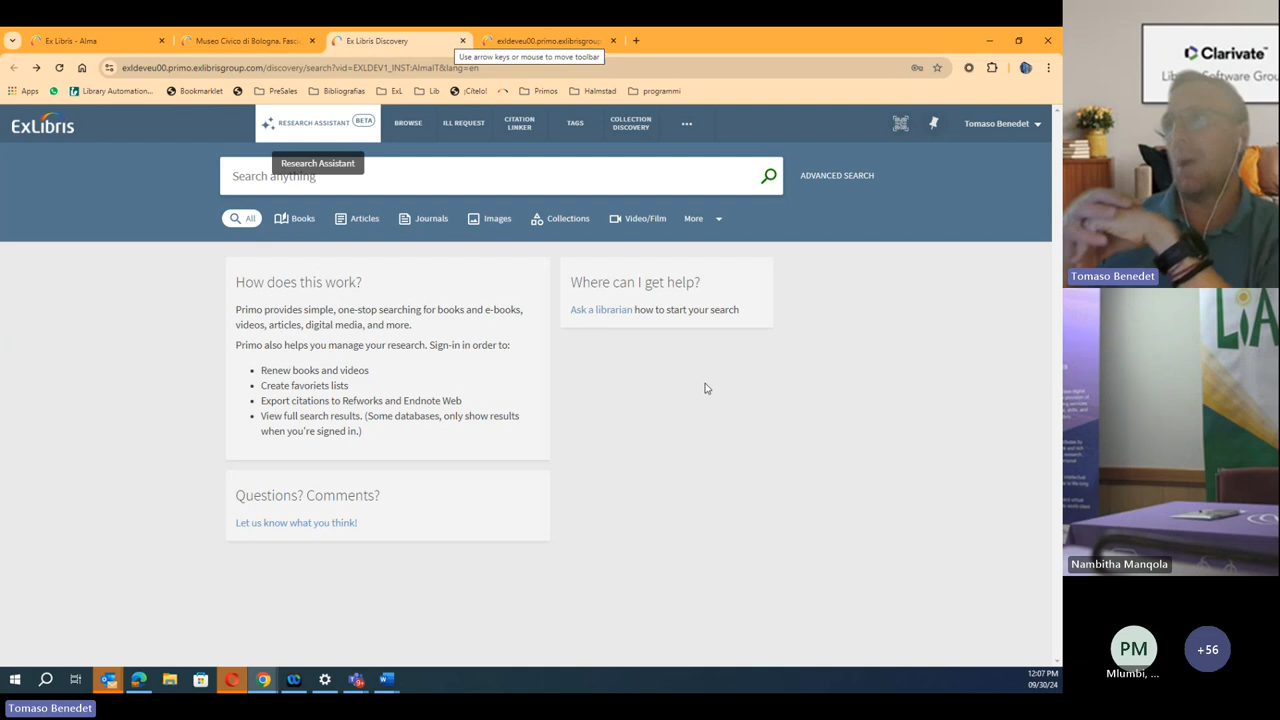 Ex Libris - Alma
Museo Civico di Bologna. Fasci
Ex Libris Discovery
exldeveu00.primo.exlibrisgroup.
Use arrow keys or mouse to move toolbar
exldeveu00.primo.exlibrisgroup.com/discovery/search?vid=EXLDEV1_INST:AlmaIT&lang=en
Apps
Library Automation...
Bookmarklet
PreSales
Bibliografias
ExL
Lib
¡Citelo!
Primos
Halmstad
programmi
ExLibris
RESEARCH ASSISTANT BETA
BROWSE
ILL REQUEST
CITATION
LINKER
TAGS
COLLECTION
DISCOVERY
Tomaso Benedet
Research Assistant
Search anything
ADVANCED SEARCH
All
Books
Articles
Journals
Images
Collections
Video/Film
More
How does this work?
Primo provides simple, one-stop searching for books and e-books,
videos, articles, digital media, and more.
Primo also helps you manage your research. Sign-in in order to:
Renew books and videos
Create favoriets lists
Export citations to Refworks and Endnote Web
View full search results. (Some databases, only show results
when you're signed in.)
Where can I get help?
Ask a librarian how to start your search
Questions? Comments?
Let us know what you think!
12:07 PM
09/30/24
Tomaso Benedet
Clarivate™
Software Grou
Tomaso Benedet
LIA
Nambitha Manqola
PM
Mlumbi, ...
+56